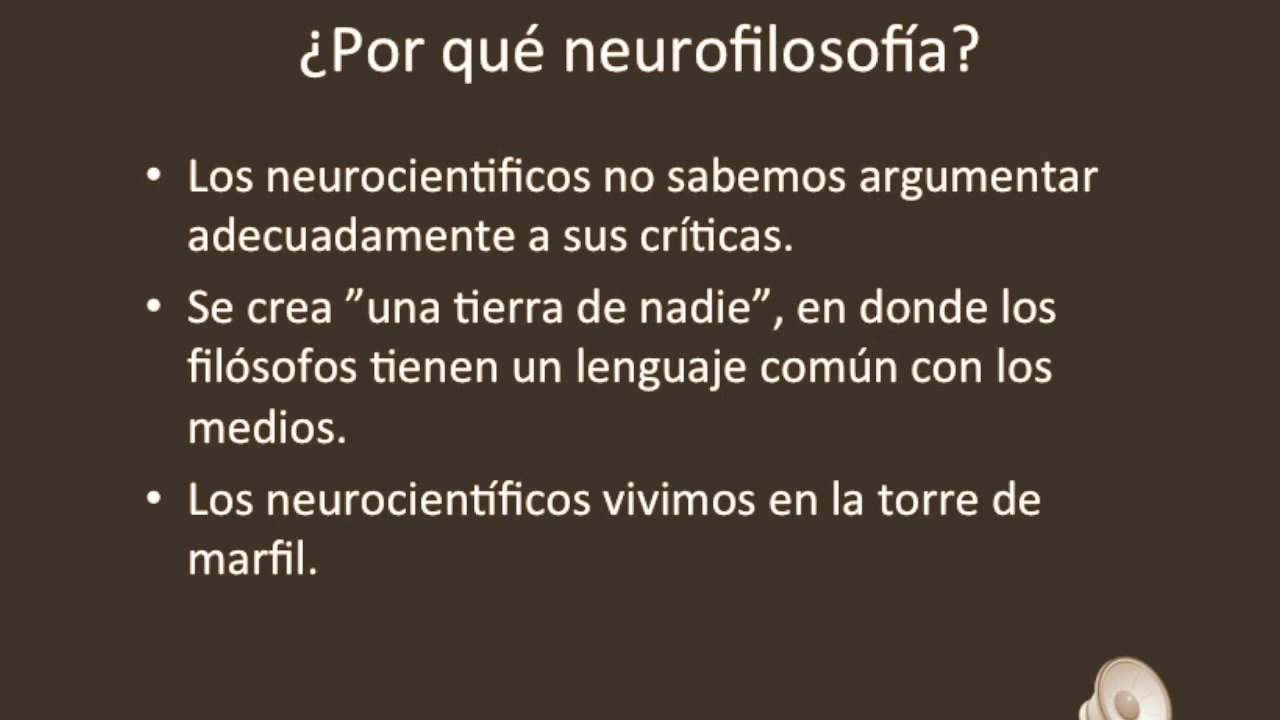 ¿Por qué neurofilosofía?
• Los neurocientificos no sabemos argumentar
adecuadamente a sus críticas.
• Se crea ”una tierra de nadie”, en donde los
filósofos tienen un lenguaje común con los
medios.
• Los neurocientíficos vivimos en la torre de
marfil.